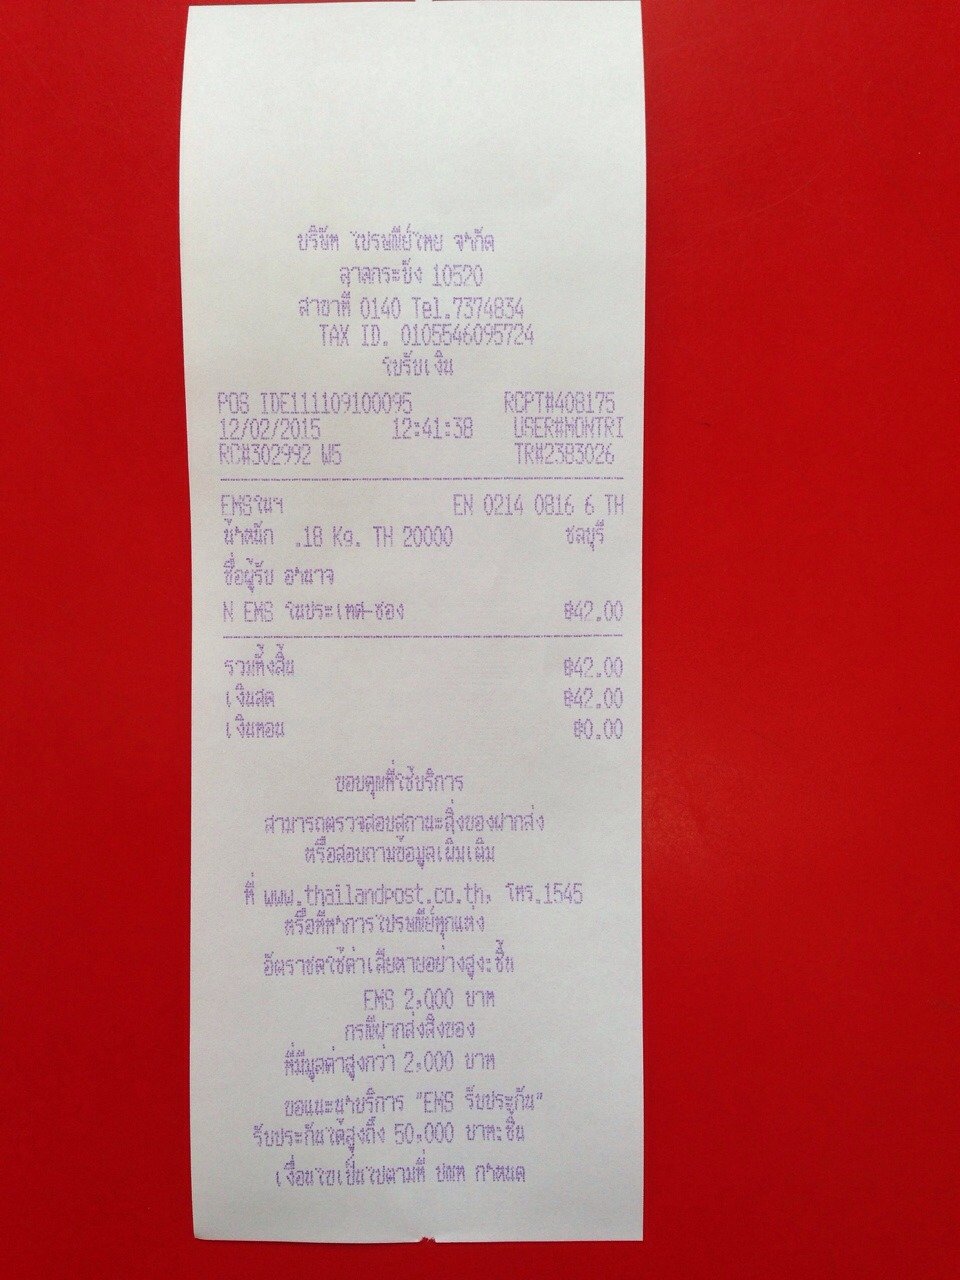 บริษัท ไปรษณีย์ไทย จำกัด
ลาดกระบัง 10520
สาขาที่ 0140 Tel.7374834
TAX ID. 0105546095724
ใบรับเงิน
POS IDE111109100095 RCPT#408175
12/02/2015 12:41:38 USER#MONTRI
RC#302992 W5 TR#2383026
EMSในฯ EN 0214 0816 6 TH
น้ำหนัก .18 Kg. TH 20000 ชลบุรี
ชื่อผู้รับ อำนาจ
N EMS ในประเทศ-ซอง ฿42.00
รวมทั้งสิ้น ฿42.00
เงินสด ฿42.00
เงินทอน ฿0.00
ขอบคุณที่ใช้บริการ
สามารถตรวจสอบสถานะสิ่งของฝากส่ง
หรือสอบถามข้อมูลเพิ่มเติม
ที่ www.thailandpost.co.th, โทร.1545
หรือที่ทำการไปรษณีย์ทุกแห่ง
อัตราชดใช้ค่าเสียหายอย่างสูง:ชิ้น
EMS 2,000 บาท
กรณีฝากส่งสิ่งของ
ที่มีมูลค่าสูงกว่า 2,000 บาท
ขอแนะนำบริการ "EMS รับประกัน"
รับประกันได้สูงถึง 50,000 บาท:ชิ้น
เงื่อนไขเป็นไปตามที่ ปณท กำหนด